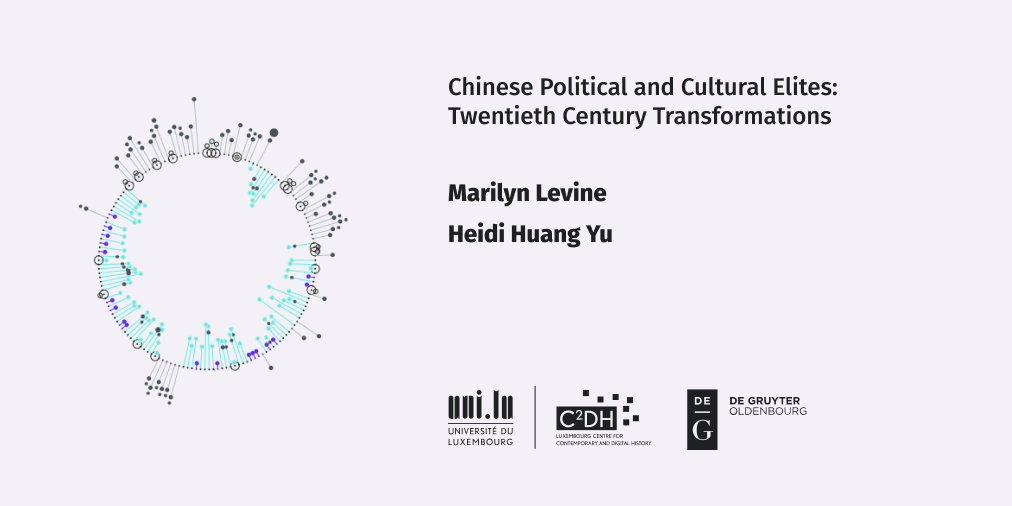 Chinese Political and Cultural Elites:
Twentieth Century Transformations
Marilyn Levine
Heidi Huang Yu
uni.lu
UNIVERSITÉ DU
LUXEMBOURG
C²DH
LUXEMBOURG CENTRE FOR
CONTEMPORARY AND DIGITAL HISTORY
DE
G
DE GRUYTER
OLDENBOURG